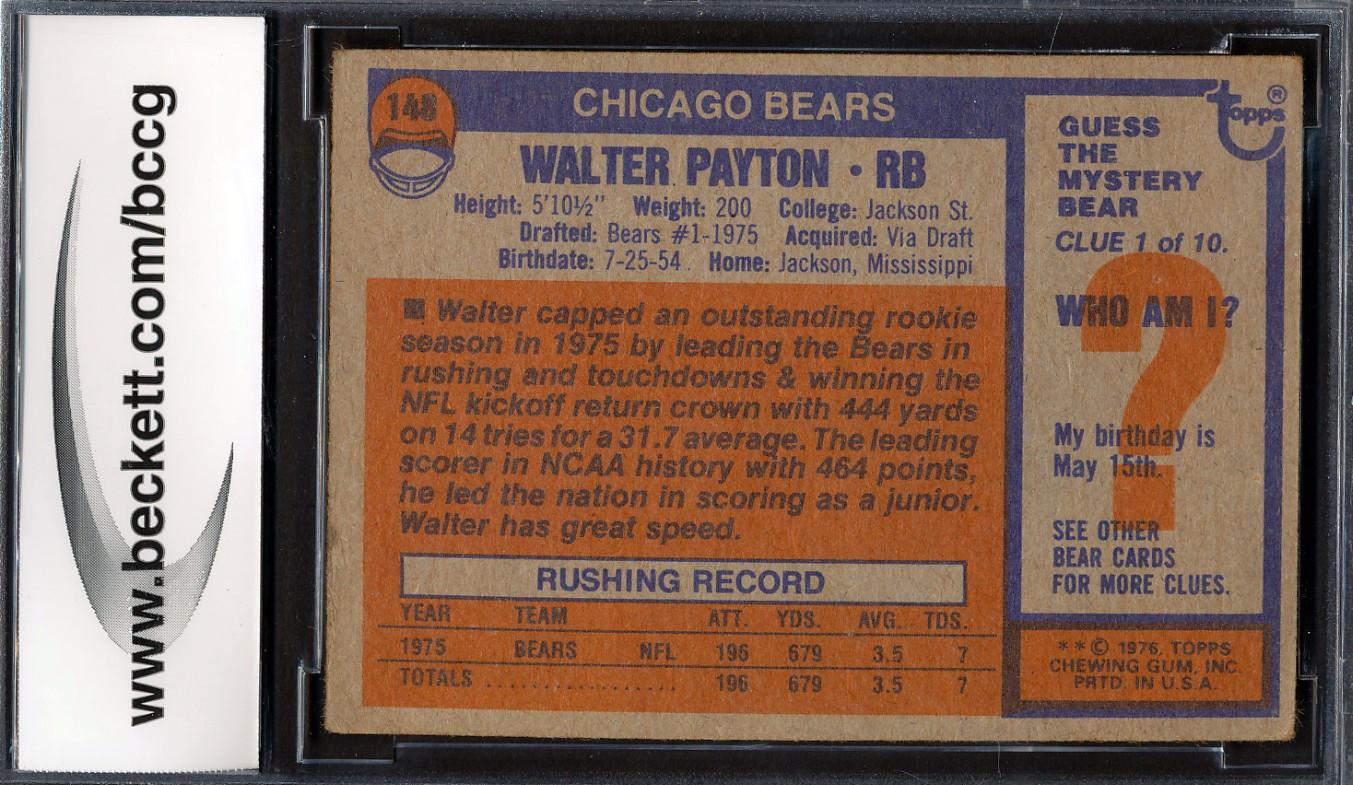 www.beckett.com/bccg
148
CHICAGO BEARS
WALTER PAYTON • RB
Height: 5'10½" Weight: 200 College: Jackson St.
Drafted: Bears #1-1975 Acquired: Via Draft
Birthdate: 7-25-54 Home: Jackson, Mississippi
■ Walter capped an outstanding rookie
season in 1975 by leading the Bears in
rushing and touchdowns & winning the
NFL kickoff return crown with 444 yards
on 14 tries for a 31.7 average. The leading
scorer in NCAA history with 464 points,
he led the nation in scoring as a junior.
Walter has great speed.
RUSHING RECORD
YEAR TEAM ATT. YDS. AVG. TDS.
1975 BEARS NFL 196 679 3.5 7
TOTALS .................. 196 679 3.5 7
topps®
GUESS
THE
MYSTERY
BEAR
CLUE 1 of 10.
WHO AM I?
?
My birthday is
May 15th.
SEE OTHER
BEAR CARDS
FOR MORE CLUES.
**© 1976, TOPPS
CHEWING GUM, INC.
PRTD. IN U.S.A.